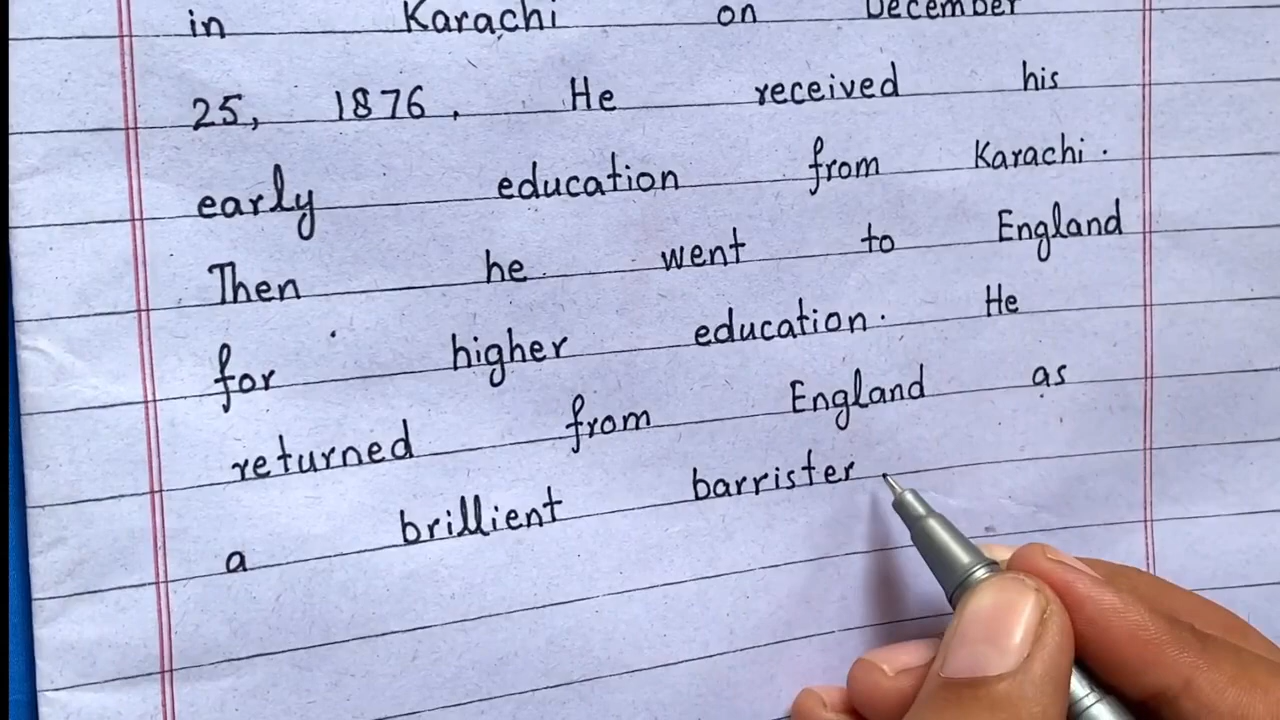 in Karachi on December
25, 1876. He received his
early education from Karachi.
Then he went to England
for higher education. He
returned from England as
a brillient barrister